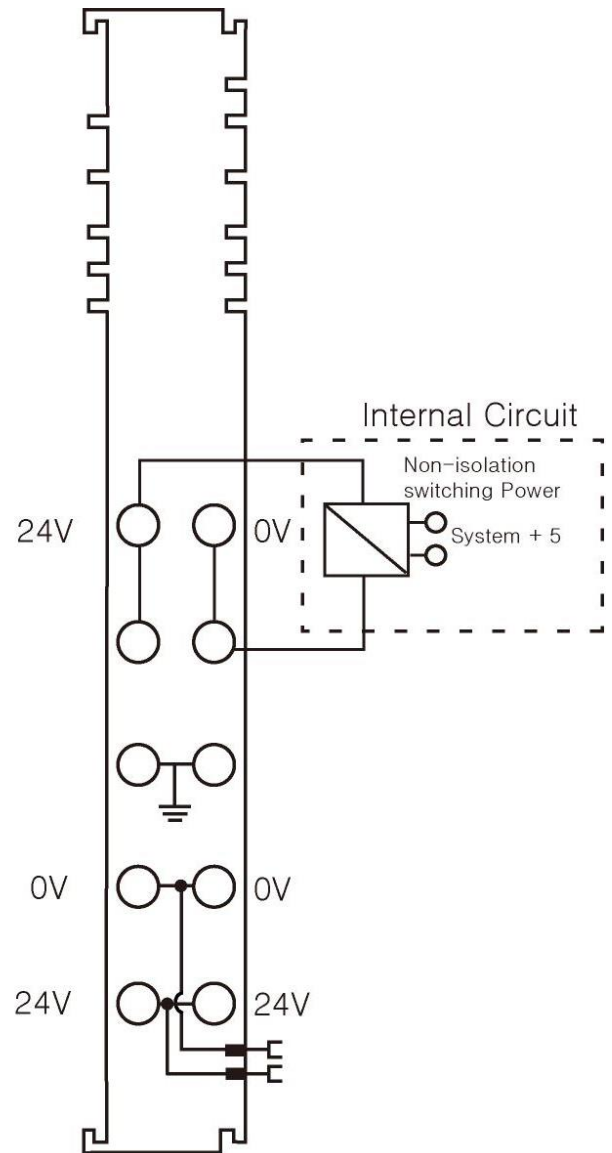 Internal Circuit
Non-isolation
switching Power
System + 5
24V
0V
0V
0V
24V
24V